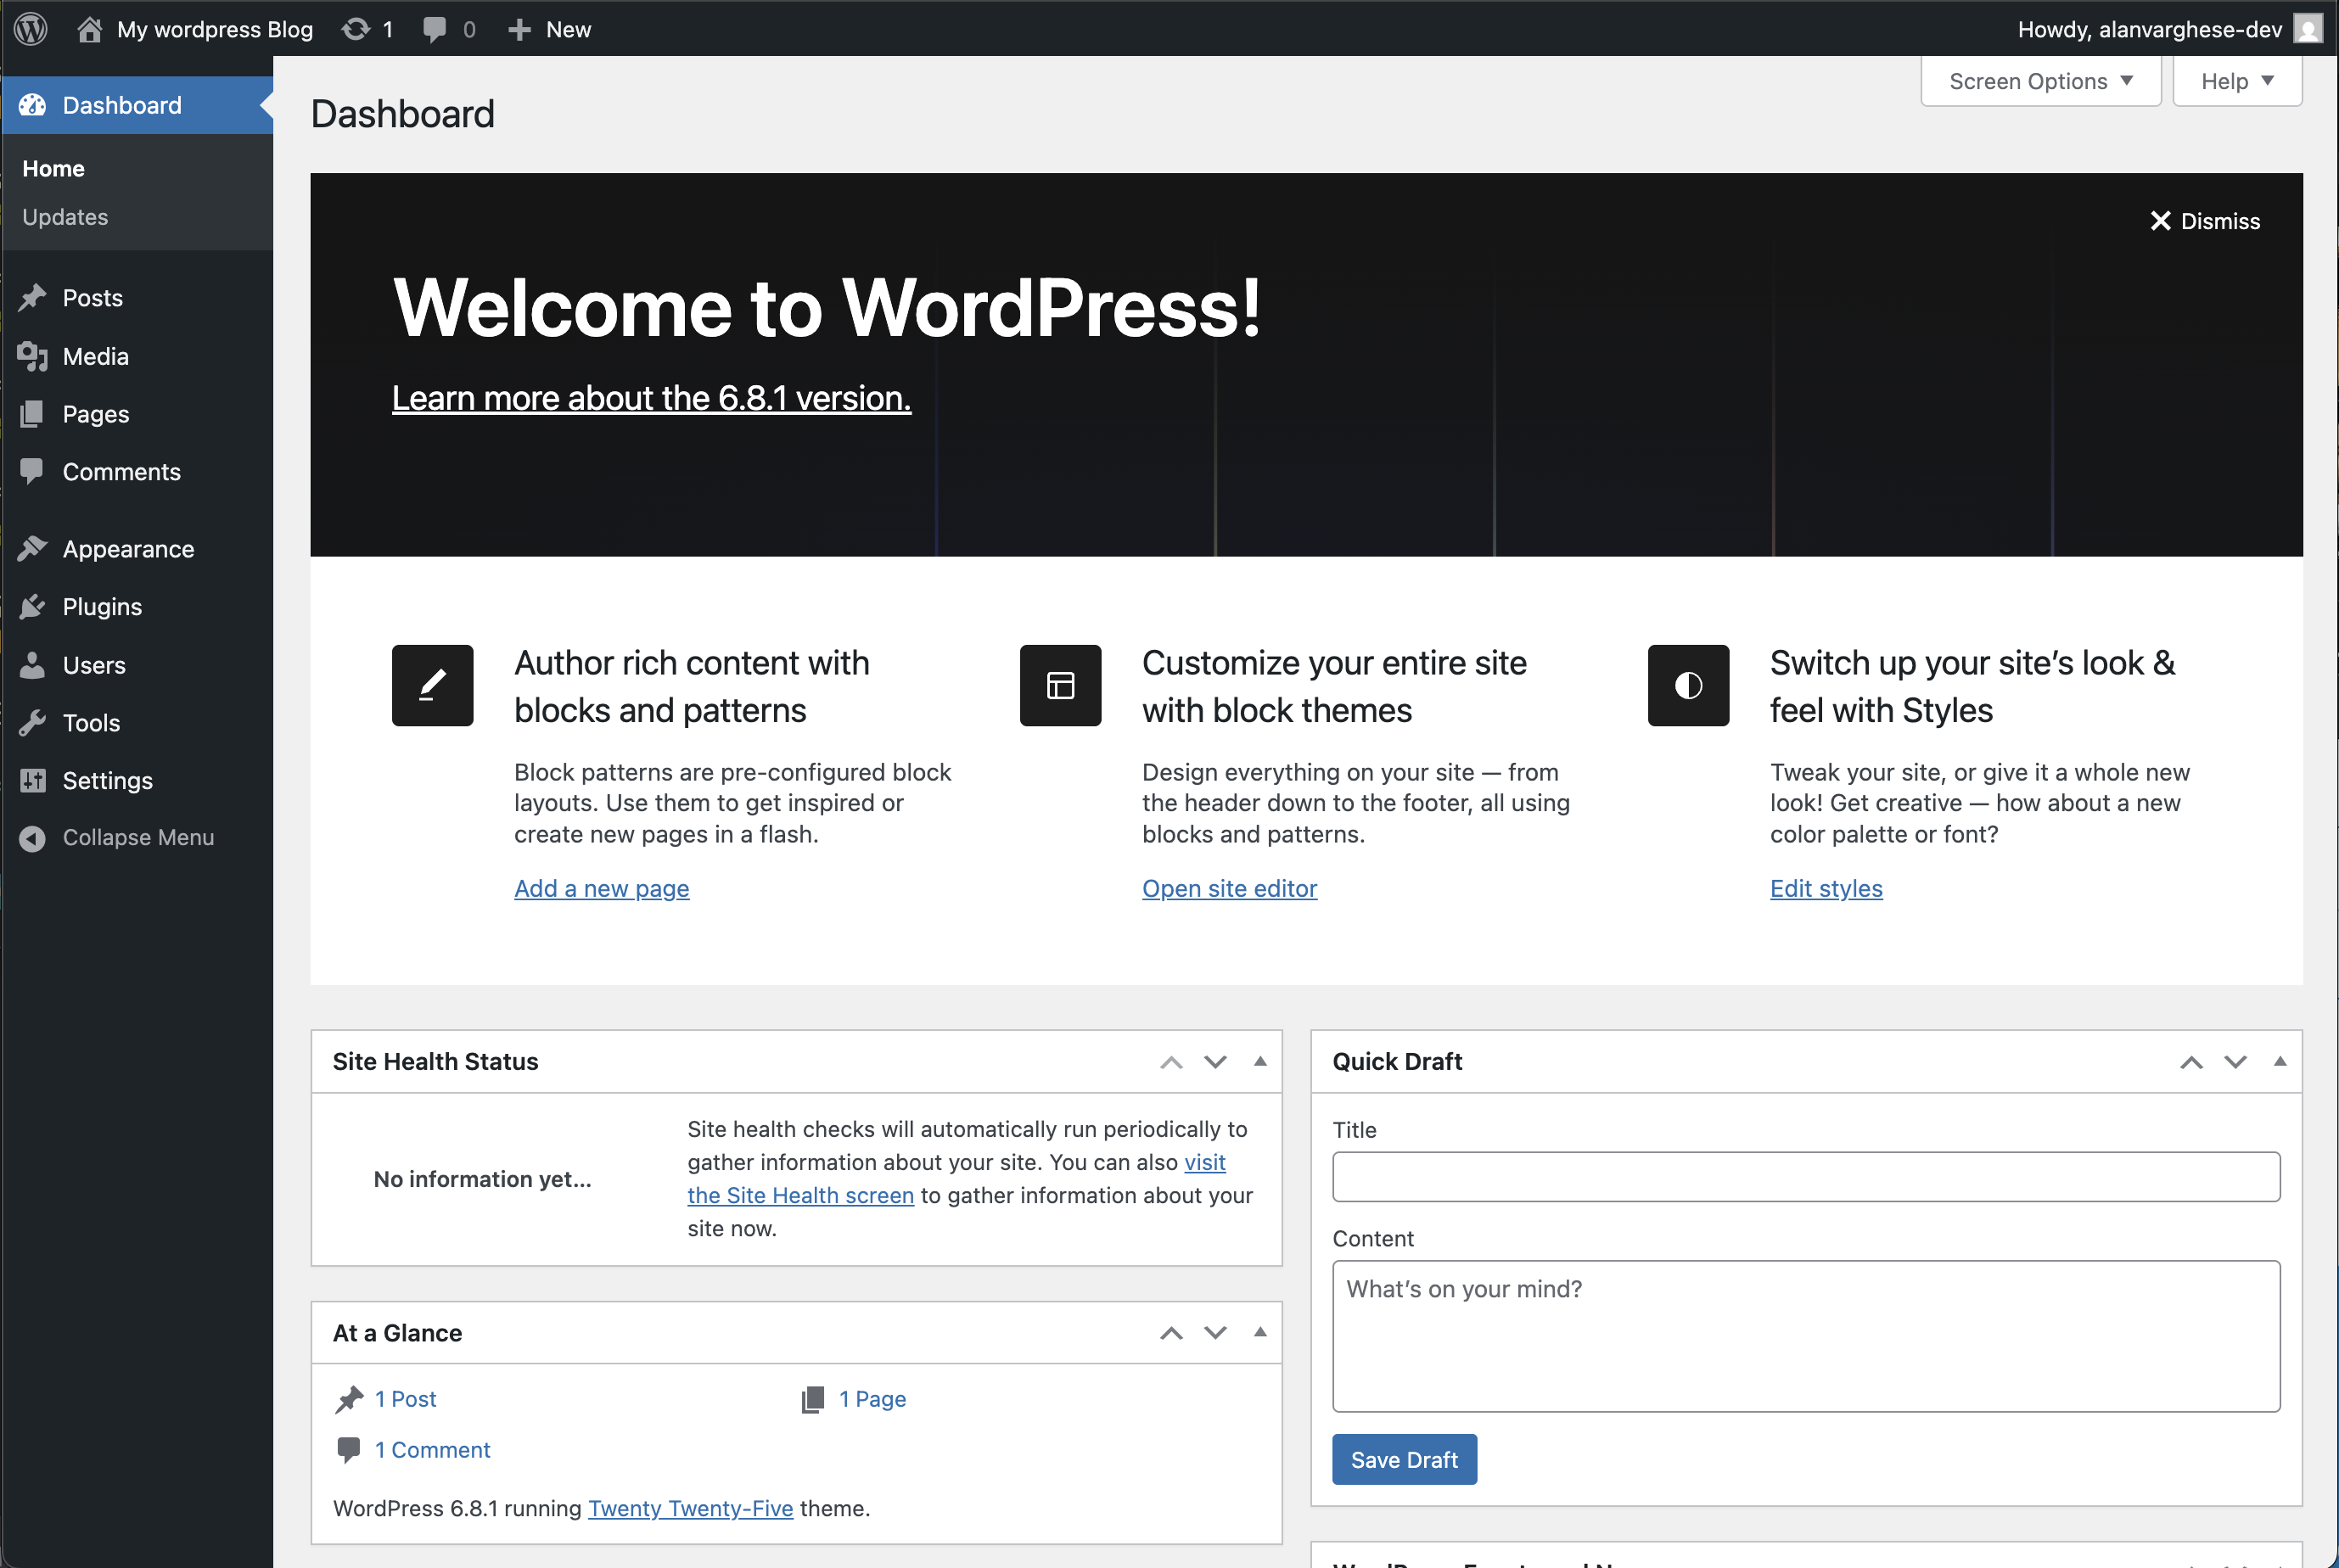 My wordpress Blog 1 0 New Howdy, alanvarghese-dev
Dashboard
Home
Updates
Posts
Media
Pages
Comments
Appearance
Plugins
Users
Tools
Settings
Collapse Menu
Screen Options Help
Dashboard
Dismiss
Welcome to WordPress!
Learn more about the 6.8.1 version.
Author rich content with
blocks and patterns
Block patterns are pre-configured block
layouts. Use them to get inspired or
create new pages in a flash.
Add a new page
Customize your entire site
with block themes
Design everything on your site — from
the header down to the footer, all using
blocks and patterns.
Open site editor
Switch up your site’s look &
feel with Styles
Tweak your site, or give it a whole new
look! Get creative — how about a new
color palette or font?
Edit styles
Site Health Status
No information yet...
Site health checks will automatically run periodically to
gather information about your site. You can also visit
the Site Health screen to gather information about your
site now.
At a Glance
1 Post 1 Page
1 Comment
WordPress 6.8.1 running Twenty Twenty-Five theme.
Quick Draft
Title
Content
What’s on your mind?
Save Draft